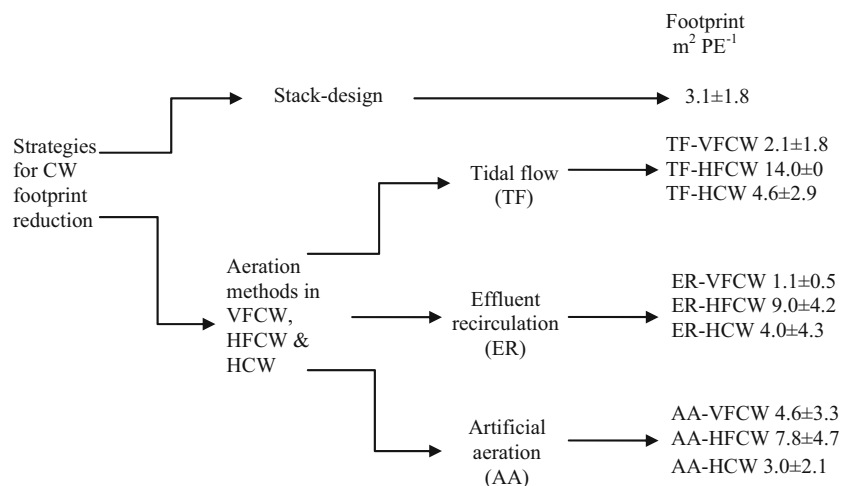 Footprint
m² PE⁻¹
Stack-design
3.1±1.8
Strategies
for CW
footprint
reduction
Tidal flow
(TF)
TF-VFCW 2.1±1.8
TF-HFCW 14.0±0
TF-HCW 4.6±2.9
Aeration
methods in
VFCW,
HFCW &
HCW
Effluent
recirculation
(ER)
ER-VFCW 1.1±0.5
ER-HFCW 9.0±4.2
ER-HCW 4.0±4.3
Artificial
aeration
(AA)
AA-VFCW 4.6±3.3
AA-HFCW 7.8±4.7
AA-HCW 3.0±2.1